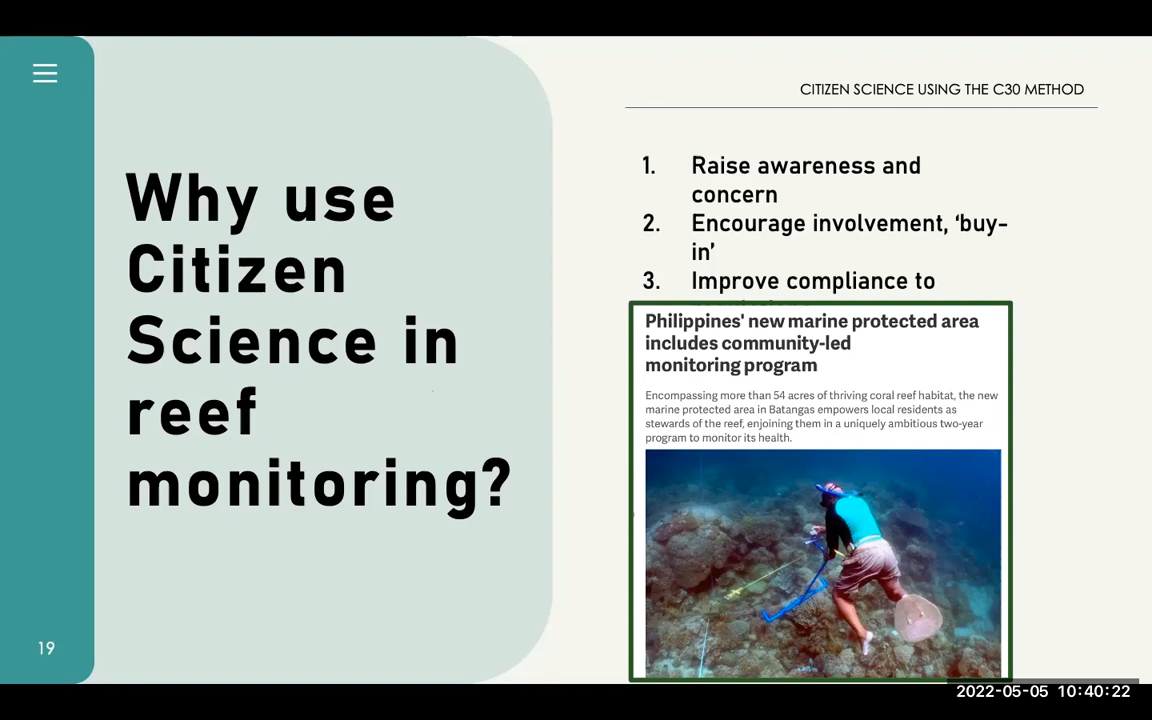 CITIZEN SCIENCE USING THE C30 METHOD
Why use
Citizen
Science in
reef
monitoring?
1. Raise awareness and
concern
2. Encourage involvement, ‘buy-
in’
3. Improve compliance to
Philippines' new marine protected area
includes community-led
monitoring program
Encompassing more than 54 acres of thriving coral reef habitat, the new
marine protected area in Batangas empowers local residents as
stewards of the reef, enjoining them in a uniquely ambitious two-year
program to monitor its health.
19
2022-05-05 10:40:22